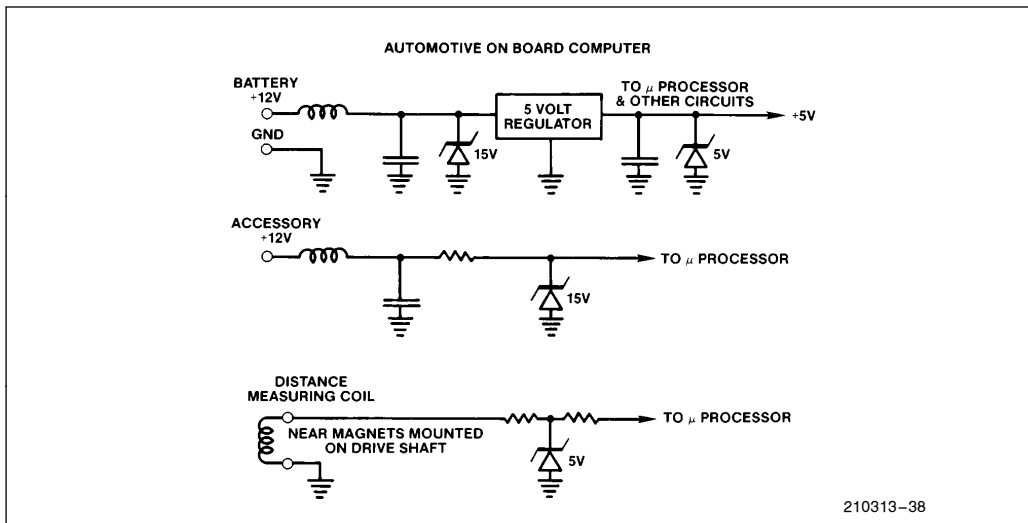 AUTOMOTIVE ON BOARD COMPUTER
BATTERY
+12V
GND
15V
5 VOLT
REGULATOR
TO μ PROCESSOR
& OTHER CIRCUITS
+5V
5V
ACCESSORY
+12V
TO μ PROCESSOR
15V
DISTANCE
MEASURING COIL
NEAR MAGNETS MOUNTED
ON DRIVE SHAFT
TO μ PROCESSOR
5V
210313–38